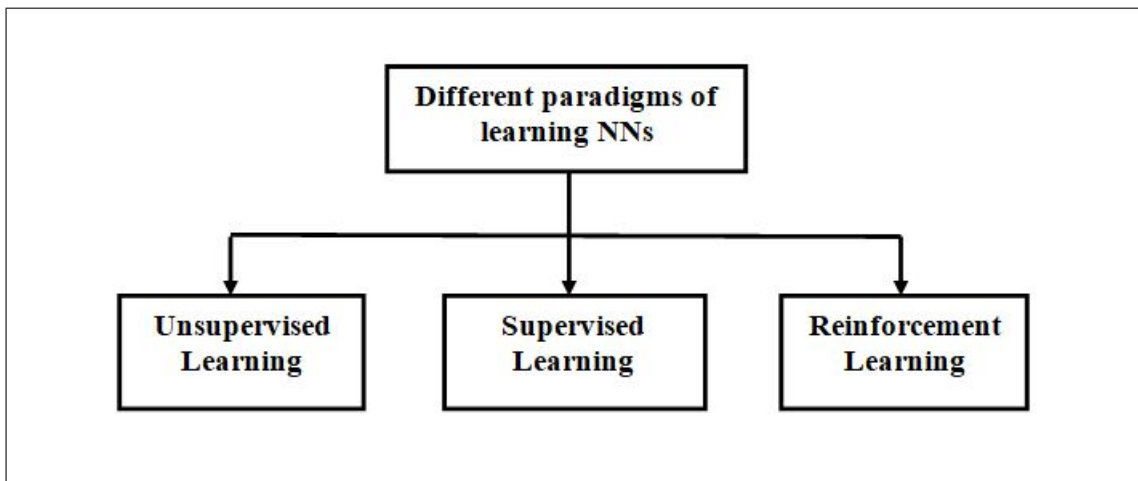 Different paradigms of
learning NNs
Unsupervised
Learning
Supervised
Learning
Reinforcement
Learning